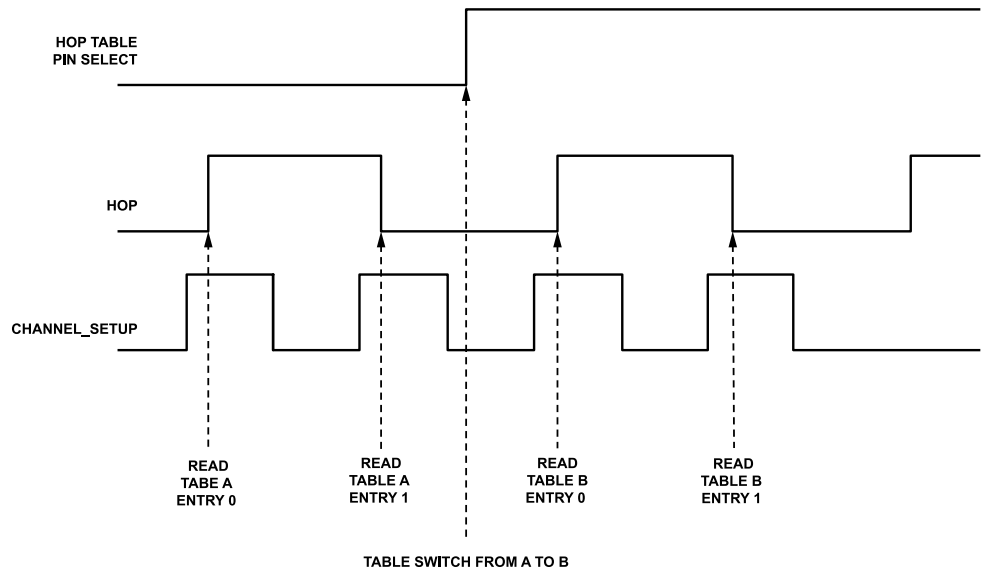 HOP TABLE
PIN SELECT
HOP
CHANNEL_SETUP
READ
TABE A
ENTRY 0
READ
TABLE A
ENTRY 1
READ
TABLE B
ENTRY 0
READ
TABLE B
ENTRY 1
TABLE SWITCH FROM A TO B